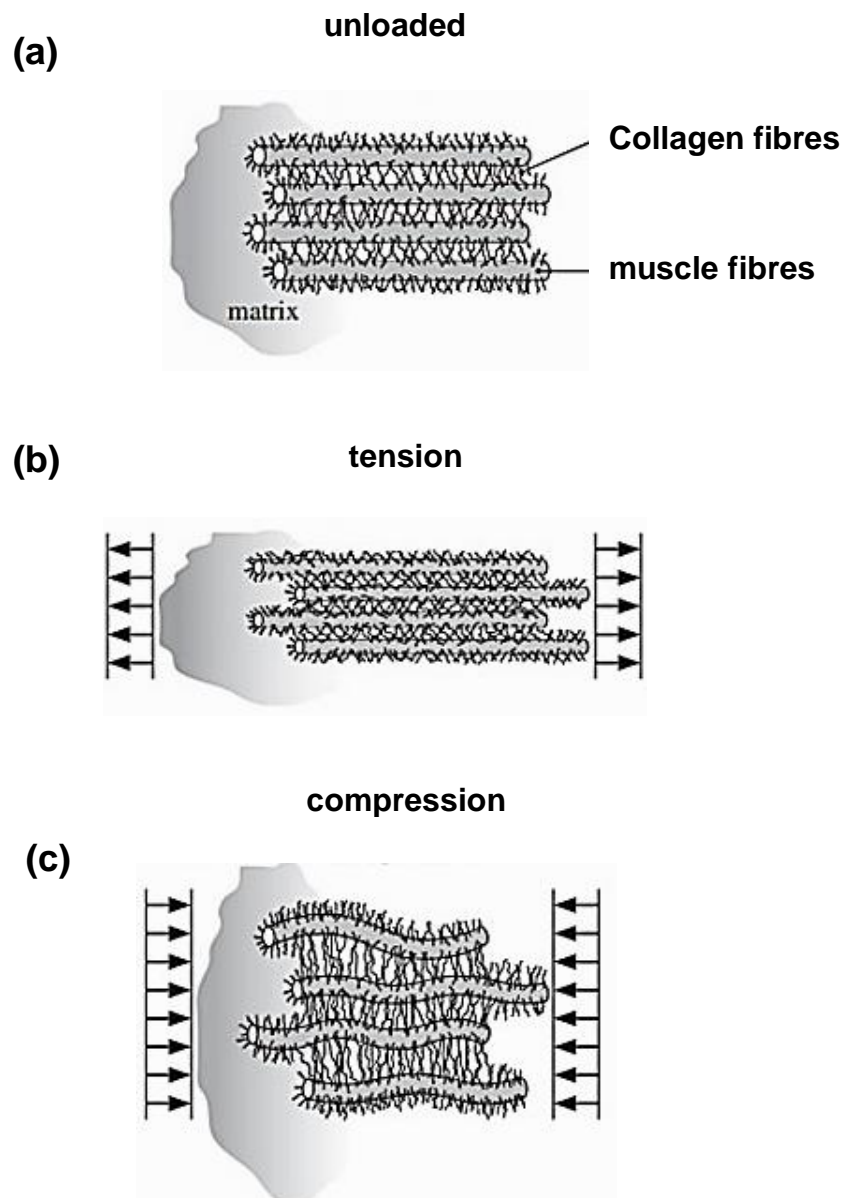 unloaded
(a)
Collagen fibres
muscle fibres
matrix
(b)
tension
compression
(c)